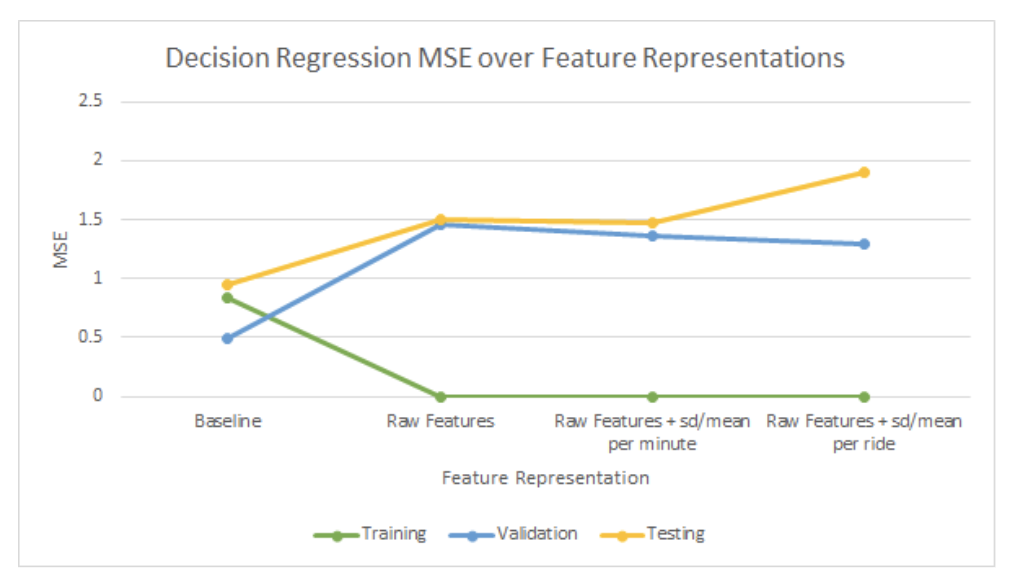 Decision Regression MSE over Feature Representations
2.5
2
1.5
1
0.5
0
MSE
Baseline
Raw Features
Raw Features + sd/mean
per minute
Raw Features + sd/mean
per ride
Feature Representation
Training
Validation
Testing